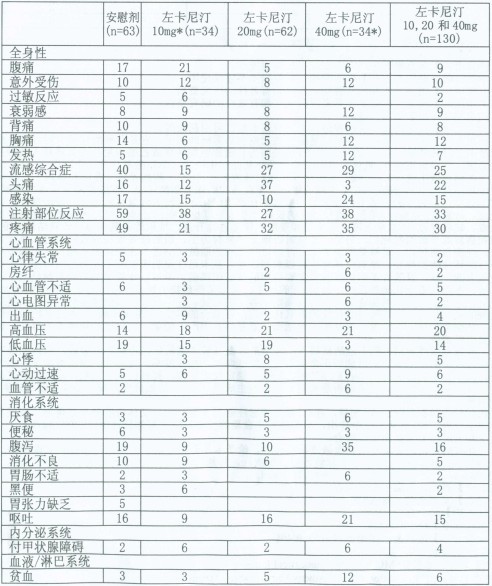 安慰剂 (n=63) 左卡尼汀 10mg*(n=34) 左卡尼汀 20mg(n=62) 左卡尼汀 40mg(n=34*) 左卡尼汀 10,20 和 40mg (n=130)
全身性
腹痛 17 21 5 6 9
意外受伤 10 12 8 12 10
过敏反应 5 6 2
衰弱感 8 9 8 12 9
背痛 10 9 8 6 8
胸痛 14 6 5 12 12
发热 5 6 5 12 7
流感综合症 40 15 27 29 25
头痛 16 12 37 3 22
感染 17 15 10 24 15
注射部位反应 59 38 27 38 33
疼痛 49 21 32 35 30
心血管系统
心律失常 5 3 3 2
房纤 2 6 2
心血管不适 6 3 5 6 5
心电图异常 3 6 2
出血 6 9 2 3 4
高血压 14 18 21 21 20
低血压 19 15 19 3 14
心悸 3 8 5
心动过速 5 6 5 9 6
血管不适 2 2 6 2
消化系统
厌食 3 3 5 6 5
便秘 6 3 3 3 3
腹泻 19 9 10 35 16
消化不良 10 9 6 5
胃肠不适 2 3 6 2
黑便 3 6 2
胃张力缺乏 5
呕吐 16 9 16 21 15
内分泌系统
付甲状腺障碍 2 6 2 6 4
血液/淋巴系统
贫血 3 3 5 12 6